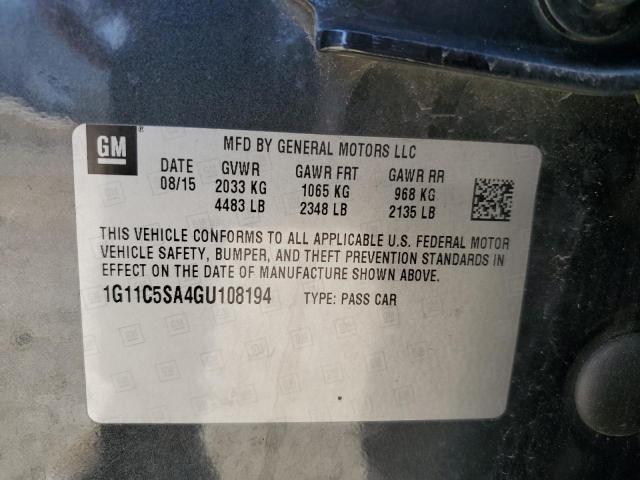 GM
®
MFD BY GENERAL MOTORS LLC
DATE GVWR GAWR FRT GAWR RR
08/15 2033 KG 1065 KG 968 KG
4483 LB 2348 LB 2135 LB
THIS VEHICLE CONFORMS TO ALL APPLICABLE U.S. FEDERAL MOTOR
VEHICLE SAFETY, BUMPER, AND THEFT PREVENTION STANDARDS IN
EFFECT ON THE DATE OF MANUFACTURE SHOWN ABOVE.
1G11C5SA4GU108194 TYPE: PASS CAR